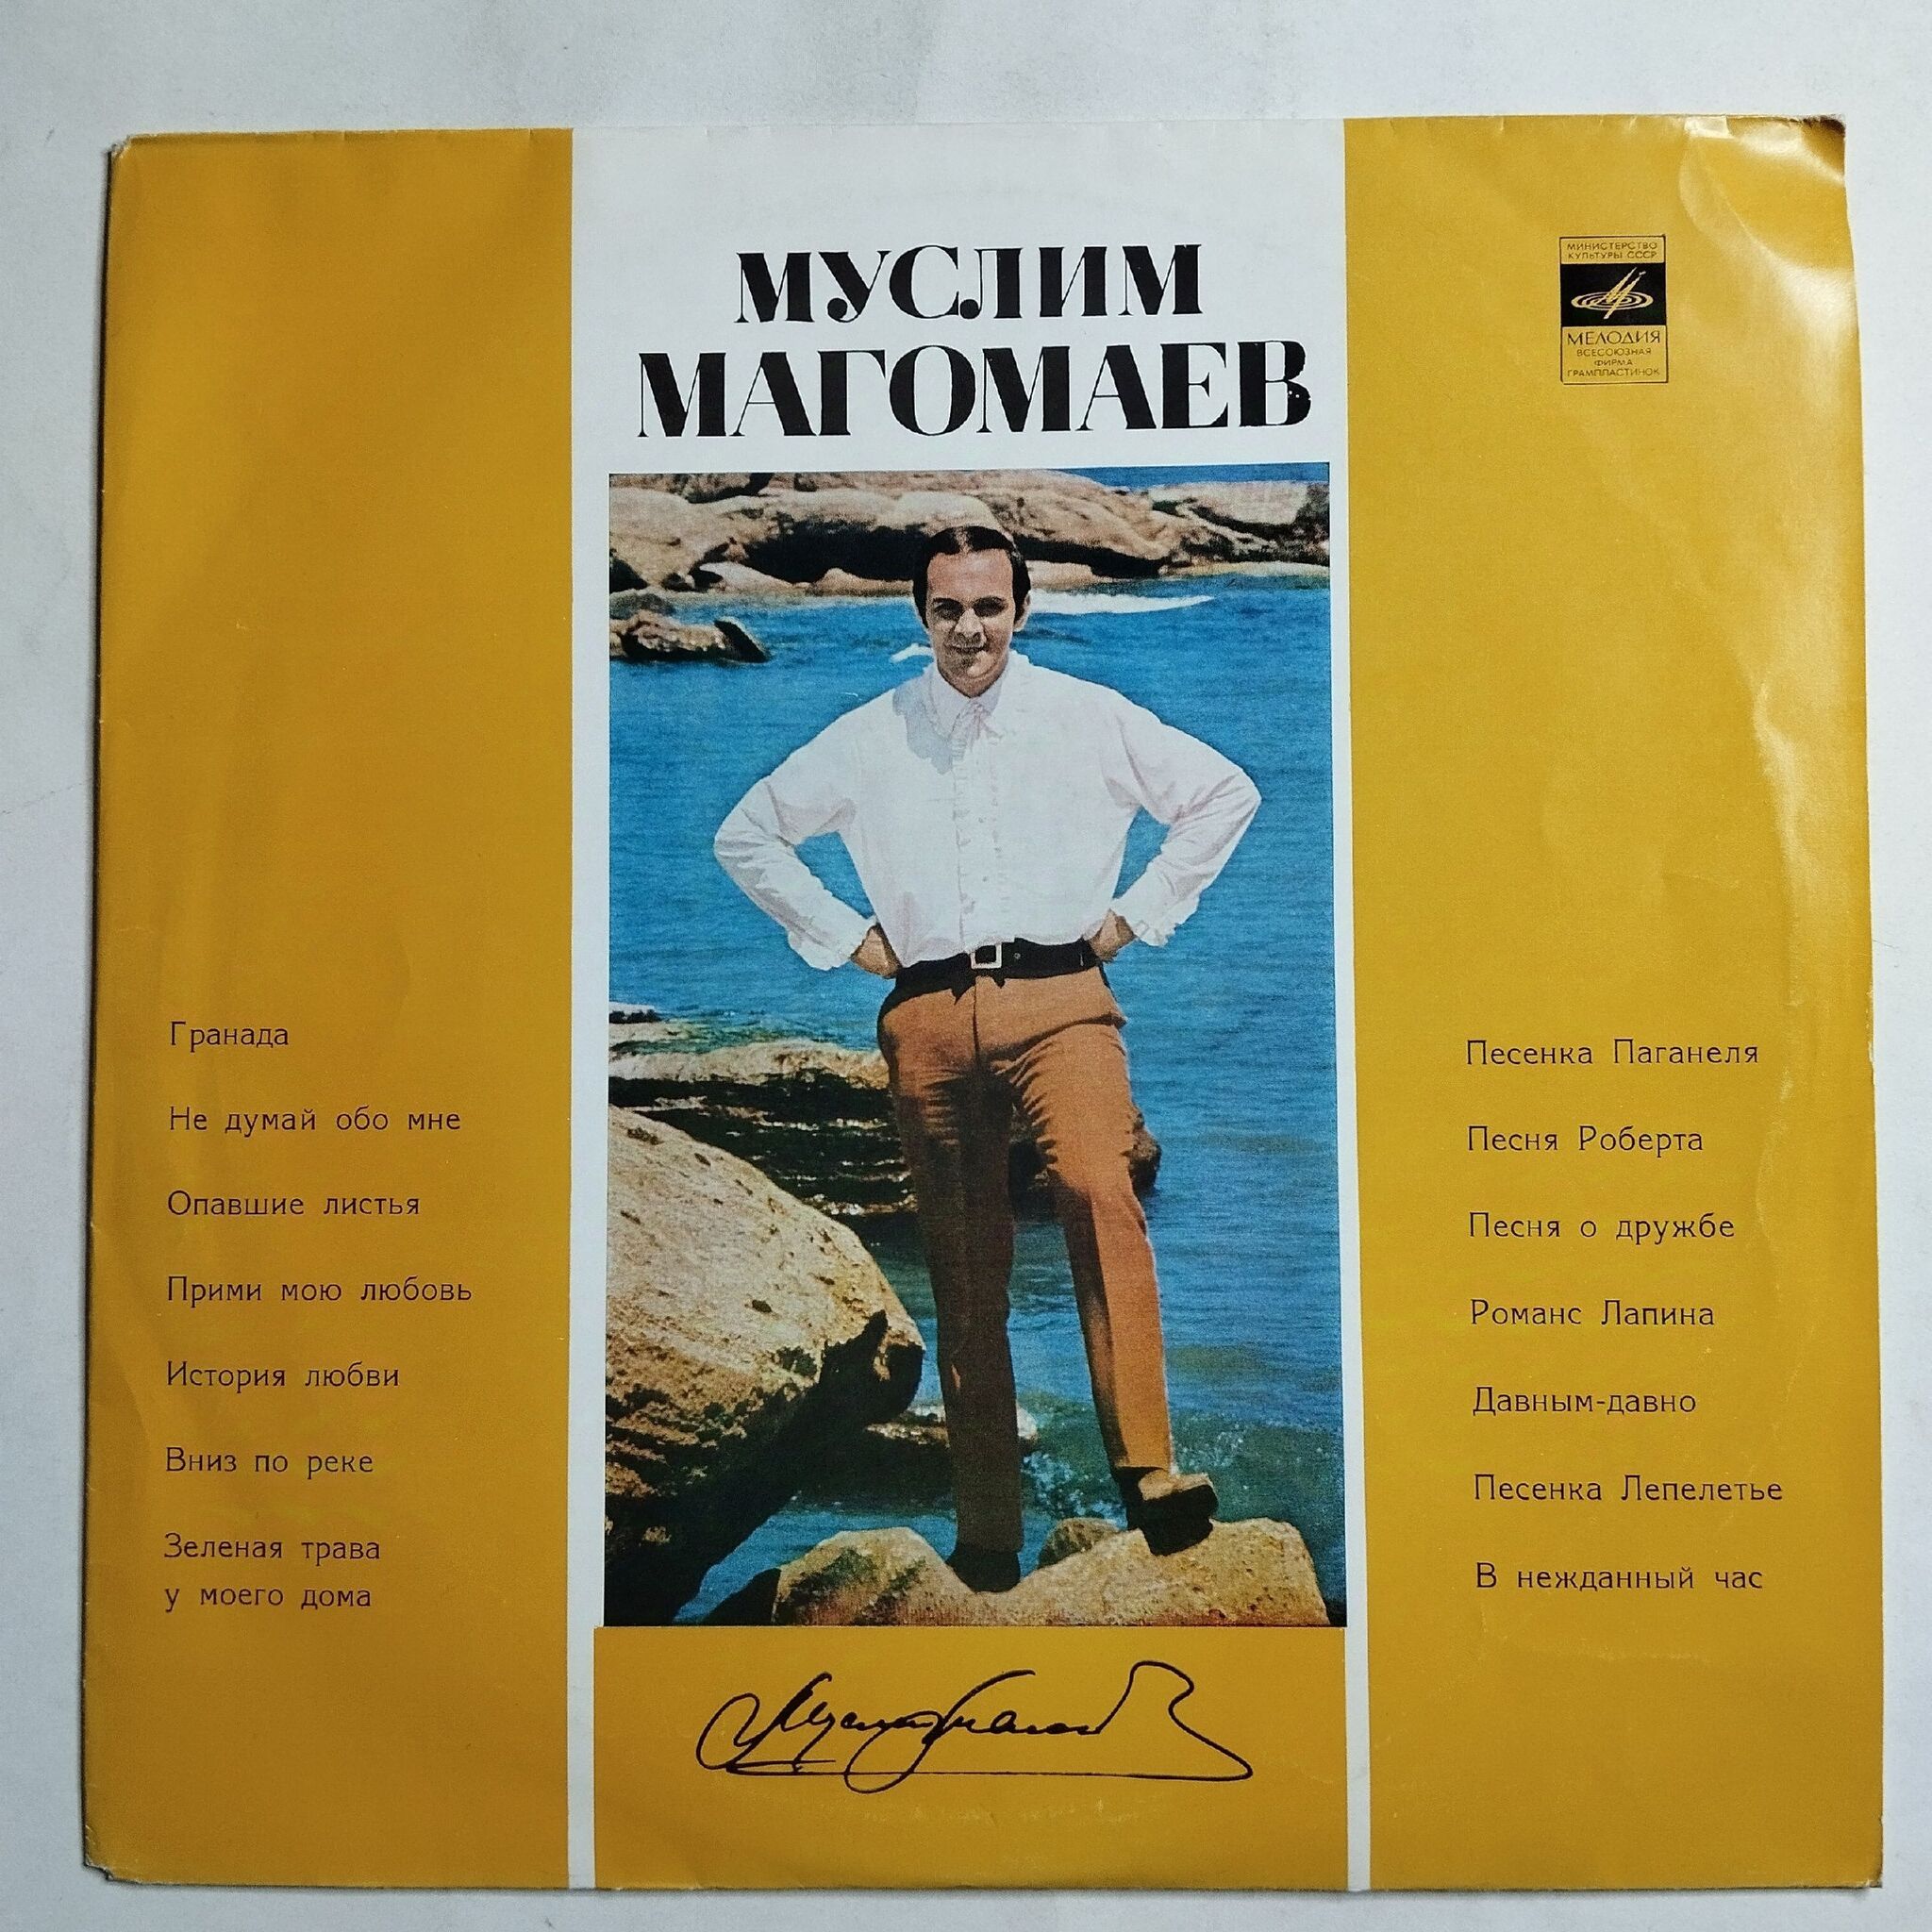 МУСЛИМ
МАГОМАЕВ
МИНИСТЕРСТВО
КУЛЬТУРЫ СССР
МЕЛОДИЯ
ВСЕСОЮЗНАЯ
ФИРМА
ГРАМПЛАСТИНОК
Гранада
Не думай обо мне
Опавшие листья
Прими мою любовь
История любви
Вниз по реке
Зеленая трава
у моего дома
Песенка Паганеля
Песня Роберта
Песня о дружбе
Романс Лапина
Давным-давно
Песенка Лепелетье
В нежданный час